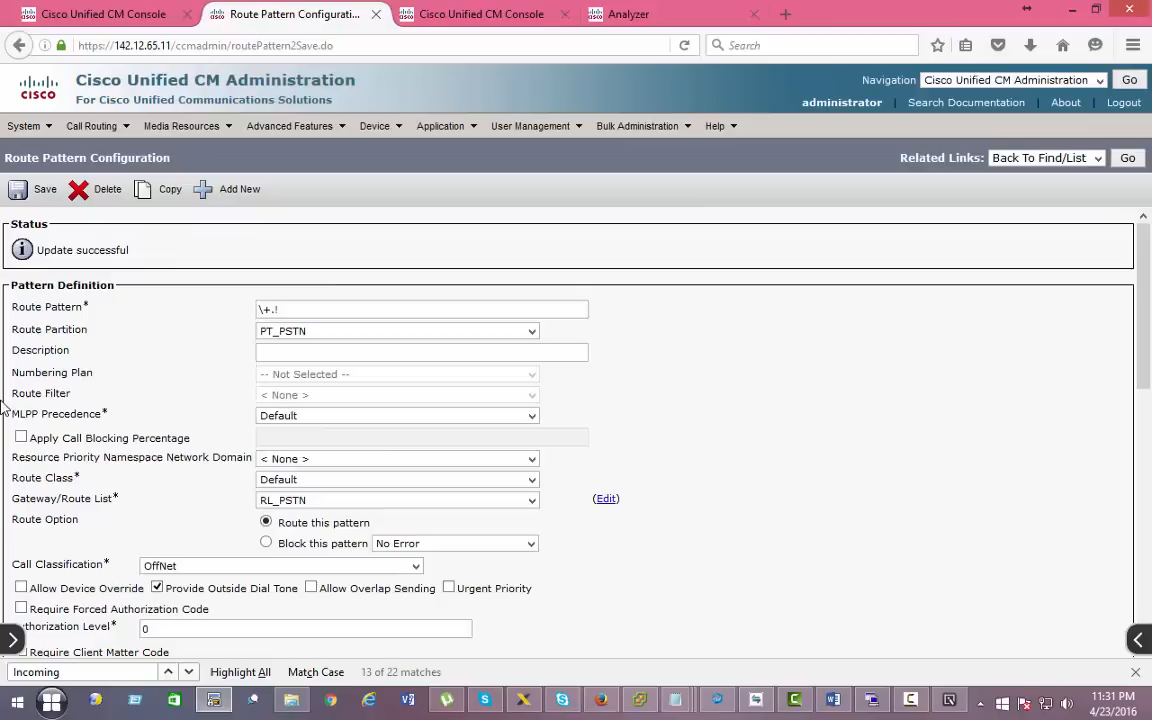 Cisco Unified CM Console
Route Pattern Configurati...
Cisco Unified CM Console
Analyzer
https://142.12.65.11/ccmadmin/routePattern2Save.do
Search
CISCO
Cisco Unified CM Administration
For Cisco Unified Communications Solutions
Navigation Cisco Unified CM Administration Go
administrator | Search Documentation | About | Logout
System Call Routing Media Resources Advanced Features Device Application User Management Bulk Administration Help
Route Pattern Configuration
Related Links: Back To Find/List Go
Save Delete Copy Add New
Status
Update successful
Pattern Definition
Route Pattern* \+.!
Route Partition PT_PSTN
Description
Numbering Plan -- Not Selected --
Route Filter < None >
MLPP Precedence* Default
Apply Call Blocking Percentage
Resource Priority Namespace Network Domain < None >
Route Class* Default
Gateway/Route List* RL_PSTN (Edit)
Route Option Route this pattern
Block this pattern No Error
Call Classification* OffNet
Allow Device Override Provide Outside Dial Tone Allow Overlap Sending Urgent Priority
Require Forced Authorization Code
uthorization Level* 0
Require Client Matter Code
Incoming Highlight All Match Case 13 of 22 matches
11:31 PM
4/23/2016